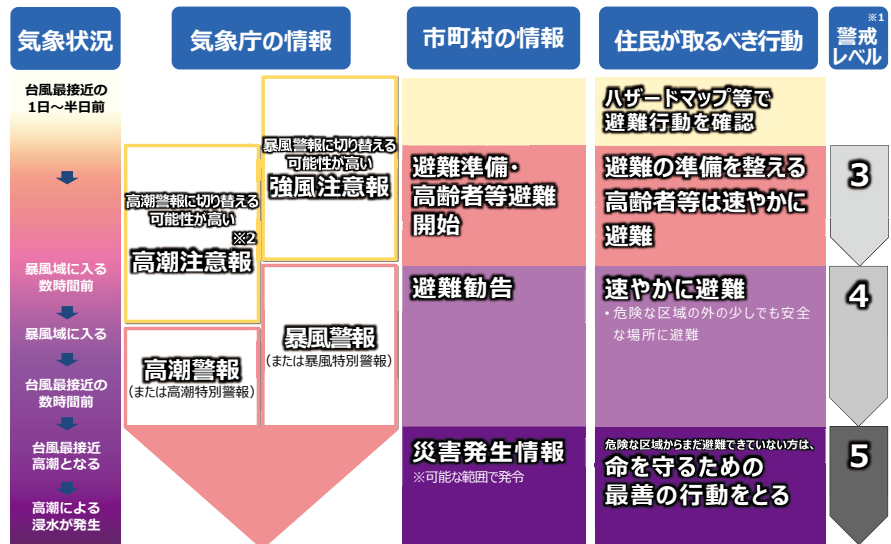 気象状況
気象庁の情報
市町村の情報
住民が取るべき行動
※1
警戒
レベル
台風最接近の
1日～半日前
暴風域に入る
数時間前
暴風域に入る
台風最接近の
数時間前
台風最接近
高潮となる
高潮による
浸水が発生
高潮警報に切り替える
可能性が高い
※2
高潮注意報
高潮警報
(または高潮特別警報)
暴風警報に切り替える
可能性が高い
強風注意報
暴風警報
(または暴風特別警報)
避難準備・
高齢者等避難
開始
避難勧告
災害発生情報
※可能な範囲で発令
ハザードマップ等で
避難行動を確認
避難の準備を整える
高齢者等は速やかに
避難
速やかに避難
・危険な区域の外の少しでも安全
な場所に避難
危険な区域からまだ避難できていない方は、
命を守るための
最善の行動をとる
3
4
5